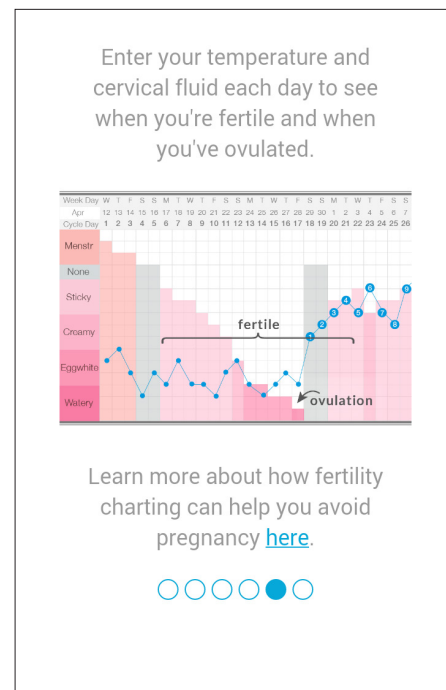 Enter your temperature and
cervical fluid each day to see
when you're fertile and when
you've ovulated.
Week Day W T F S S M T W T F S S M T W T F S S M T W T F S S
Apr 12 13 14 15 16 17 18 19 20 21 22 23 24 25 26 27 28 29 30 1 2 3 4 5 6 7
Cycle Day 1 2 3 4 5 6 7 8 9 10 11 12 13 14 15 16 17 18 19 20 21 22 23 24 25 26
Menstr
None
Sticky
Creamy
Eggwhite
Watery
fertile
1 2 3 4 5 6 7 8 9
ovulation
Learn more about how fertility
charting can help you avoid
pregnancy here.